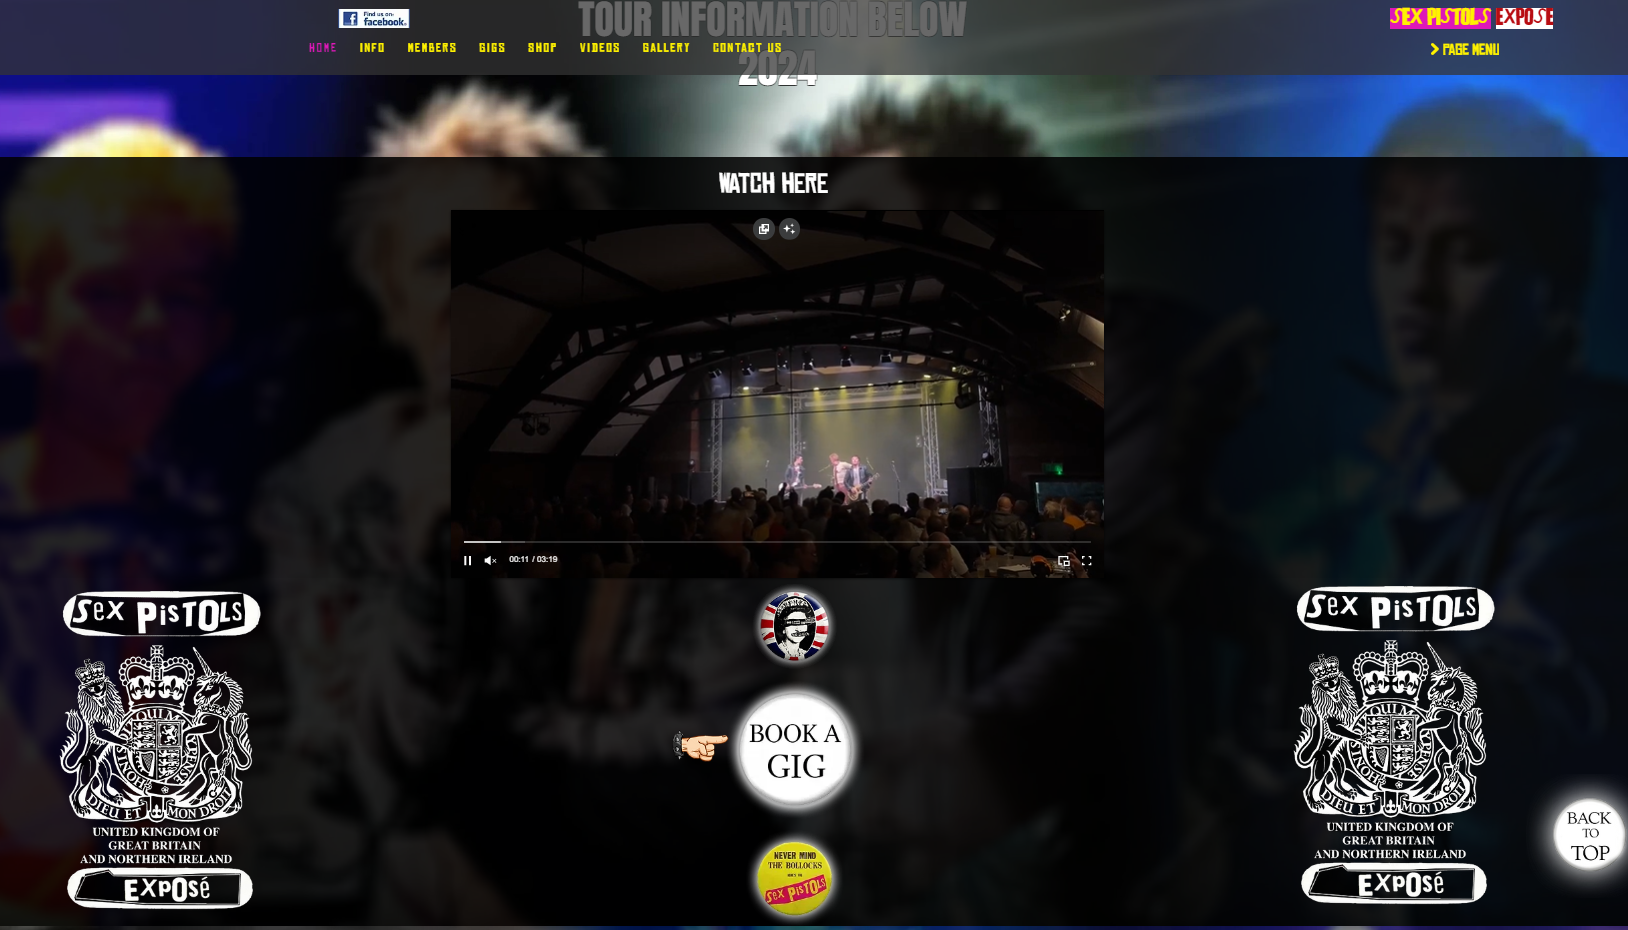 Find us on:
facebook.
TOUR INFORMATION BELOW
2024
SEX PISTOLS EXPOSE
HOME INFO MEMBERS GIGS SHOP VIDEOS GALLERY CONTACT US
> PAGE MENU
WATCH HERE
00:11 / 03:19
SEX PISTOLS
DIEU ET MON DROIT
UNITED KINGDOM OF
GREAT BRITAIN
AND NORTHERN IRELAND
EXPOSé
BOOK A
GIG
NEVER MIND
THE BOLLOCKS
SEX PISTOLS
SEX PISTOLS
DIEU ET MON DROIT
UNITED KINGDOM OF
GREAT BRITAIN
AND NORTHERN IRELAND
EXPOSé
BACK
TO
TOP